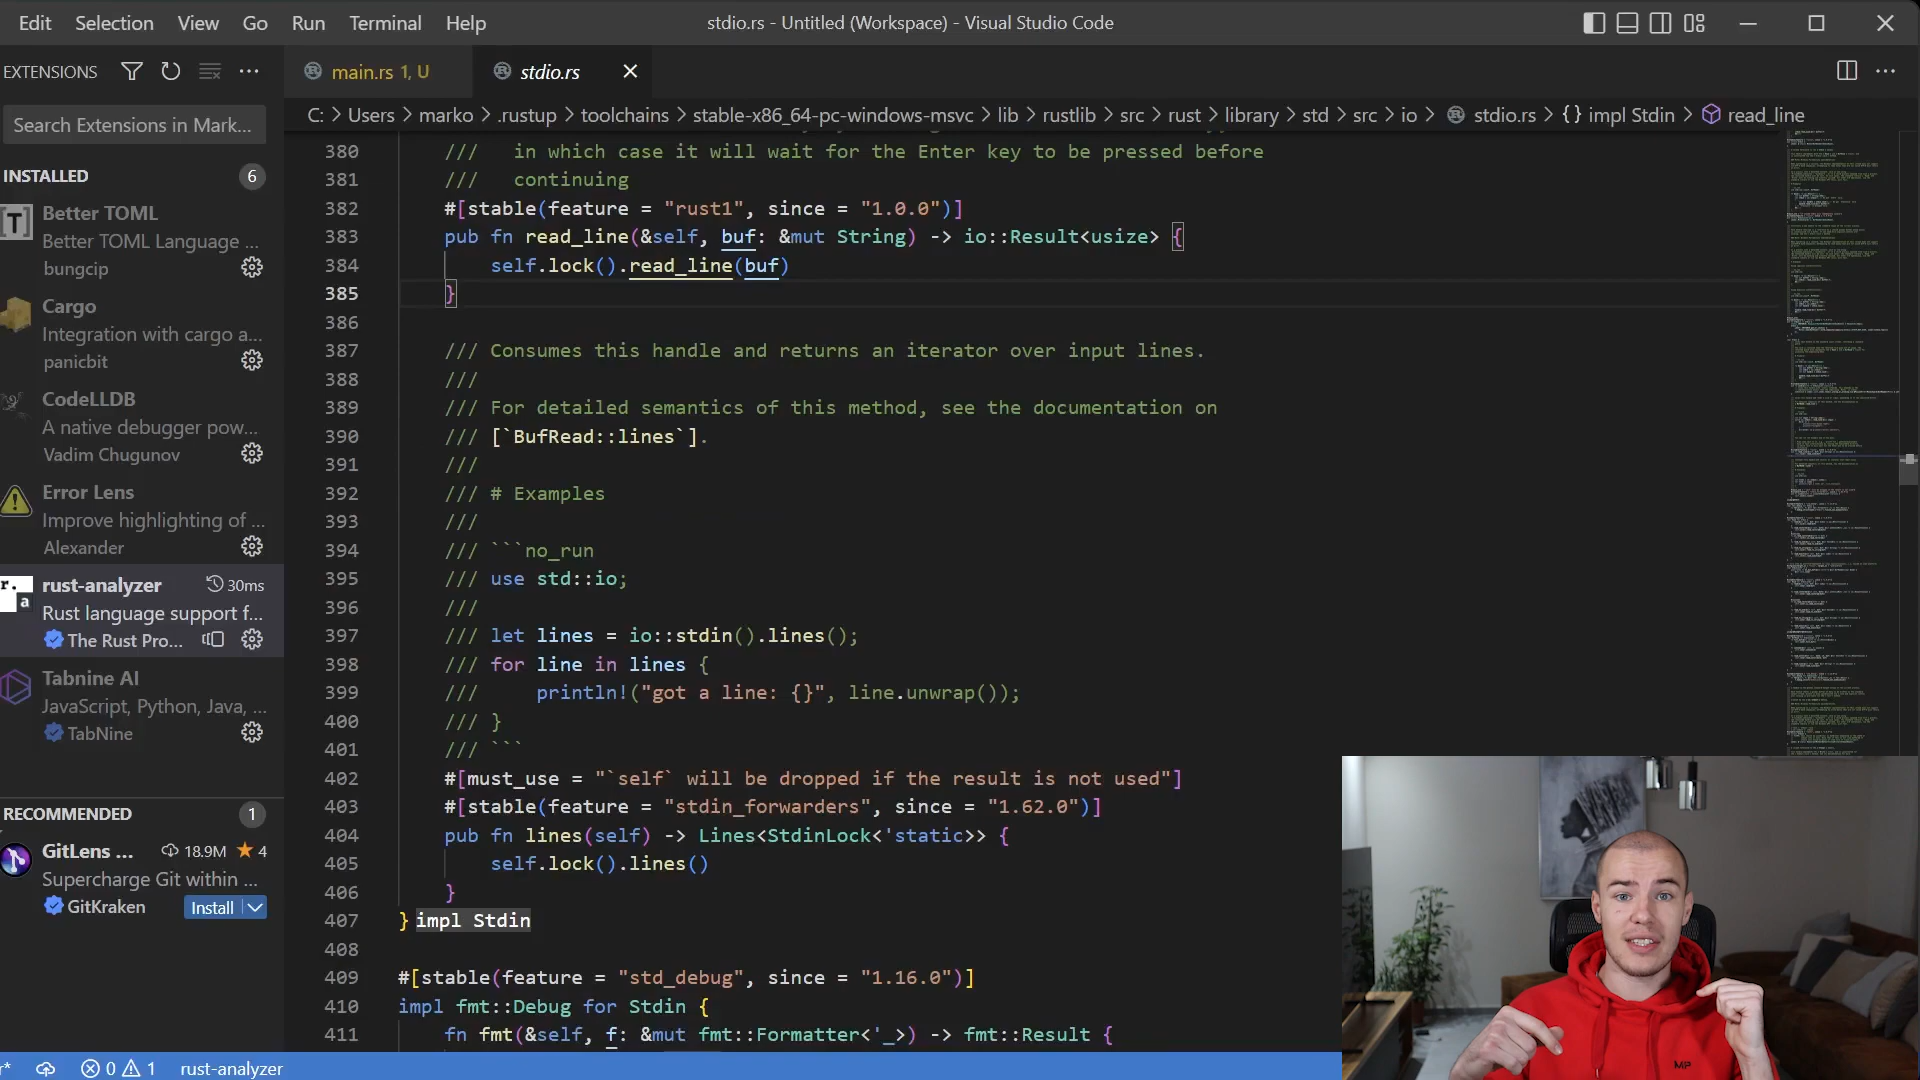 Edit Selection View Go Run Terminal Help
stdio.rs - Untitled (Workspace) - Visual Studio Code
EXTENSIONS
main.rs 1, U
stdio.rs
C: > Users > marko > .rustup > toolchains > stable-x86_64-pc-windows-msvc > lib > rustlib > src > rust > library > std > src > io > stdio.rs > {} impl Stdin > read_line
Search Extensions in Mark...
INSTALLED 6
Better TOML
Better TOML Language ...
bungcip
Cargo
Integration with cargo a...
panicbit
CodeLLDB
A native debugger pow...
Vadim Chugunov
Error Lens
Improve highlighting of ...
Alexander
rust-analyzer 30ms
Rust language support f...
The Rust Pro...
Tabnine AI
JavaScript, Python, Java, ...
TabNine
RECOMMENDED 1
GitLens ... 18.9M 4
Supercharge Git within ...
GitKraken Install
380 /// in which case it will wait for the Enter key to be pressed before
381 /// continuing
382 #[stable(feature = "rust1", since = "1.0.0")]
383 pub fn read_line(&self, buf: &mut String) -> io::Result<usize> {
384 self.lock().read_line(buf)
385 }
386
387 /// Consumes this handle and returns an iterator over input lines.
388 ///
389 /// For detailed semantics of this method, see the documentation on
390 /// [`BufRead::lines`].
391 ///
392 /// # Examples
393 ///
394 /// ```no_run
395 /// use std::io;
396 ///
397 /// let lines = io::stdin().lines();
398 /// for line in lines {
399 /// println!("got a line: {}", line.unwrap());
400 /// }
401 /// ```
402 #[must_use = "`self` will be dropped if the result is not used"]
403 #[stable(feature = "stdin_forwarders", since = "1.62.0")]
404 pub fn lines(self) -> Lines<StdinLock<'static>> {
405 self.lock().lines()
406 }
407 } impl Stdin
408
409 #[stable(feature = "std_debug", since = "1.16.0")]
410 impl fmt::Debug for Stdin {
411 fn fmt(&self, f: &mut fmt::Formatter<'_>) -> fmt::Result {
0 1 rust-analyzer
MP